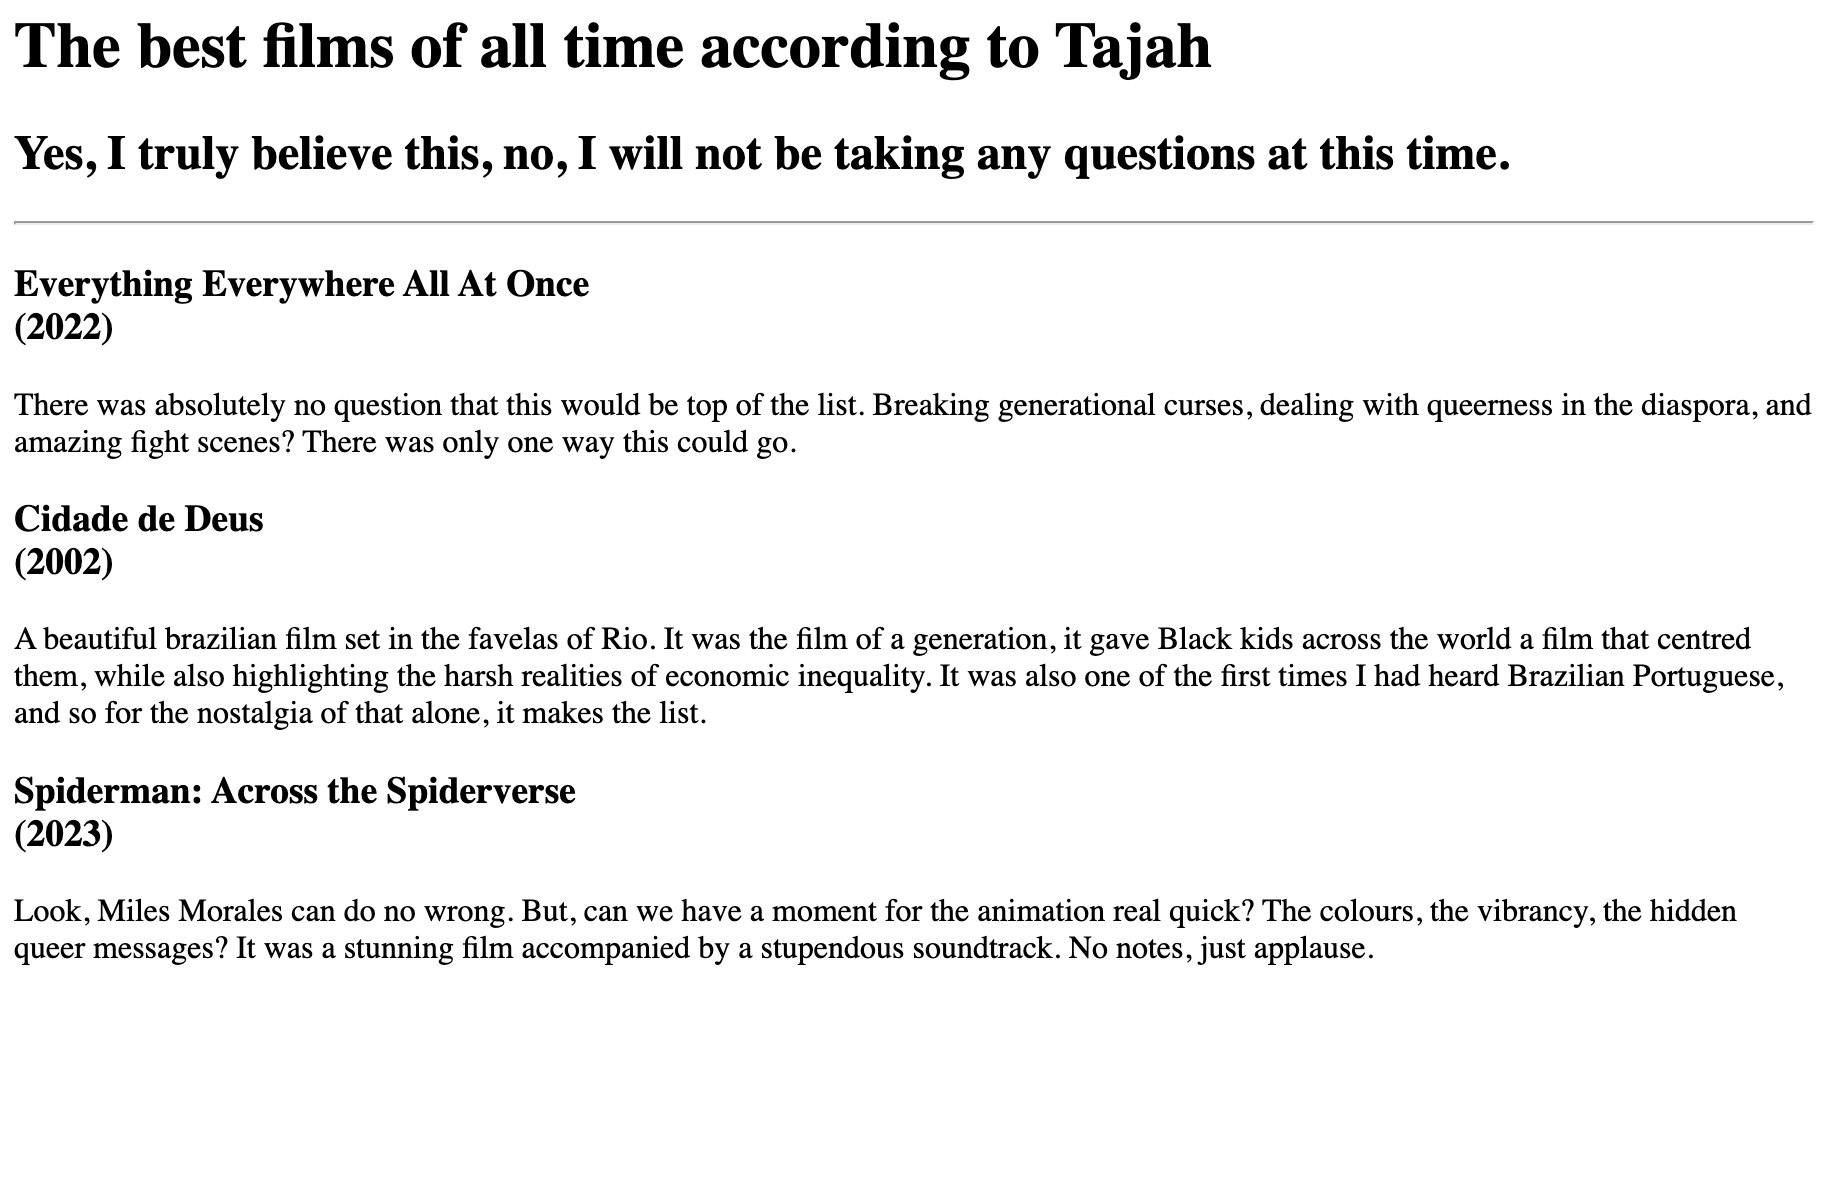 The best films of all time according to Tajah
Yes, I truly believe this, no, I will not be taking any questions at this time.
Everything Everywhere All At Once
(2022)
There was absolutely no question that this would be top of the list. Breaking generational curses, dealing with queerness in the diaspora, and
amazing fight scenes? There was only one way this could go.
Cidade de Deus
(2002)
A beautiful brazilian film set in the favelas of Rio. It was the film of a generation, it gave Black kids across the world a film that centred
them, while also highlighting the harsh realities of economic inequality. It was also one of the first times I had heard Brazilian Portuguese,
and so for the nostalgia of that alone, it makes the list.
Spiderman: Across the Spiderverse
(2023)
Look, Miles Morales can do no wrong. But, can we have a moment for the animation real quick? The colours, the vibrancy, the hidden
queer messages? It was a stunning film accompanied by a stupendous soundtrack. No notes, just applause.